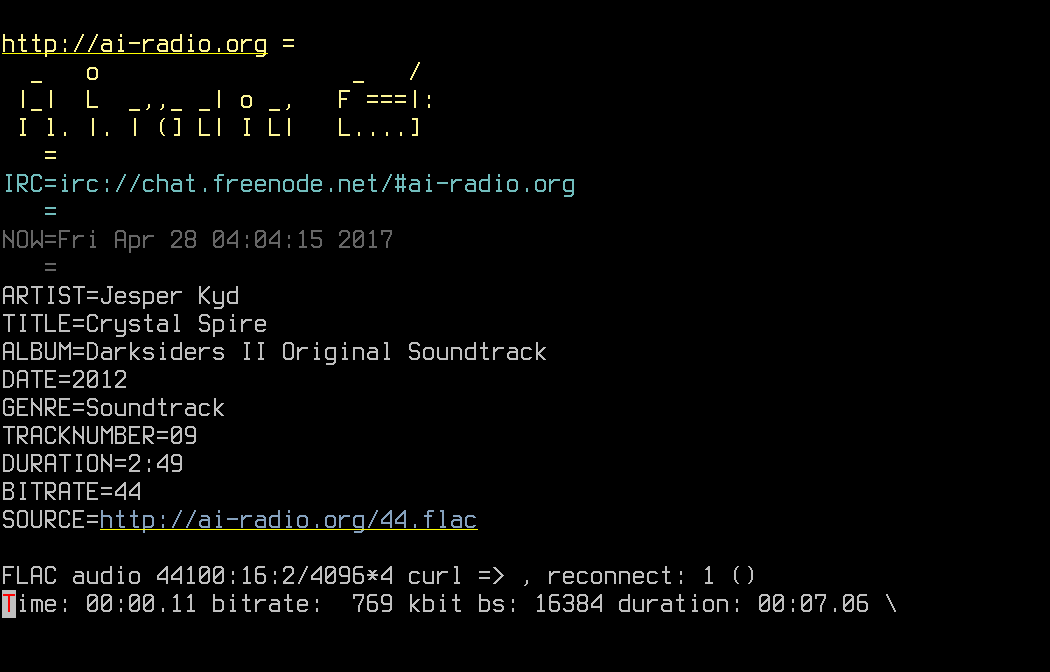 http://ai-radio.org =
  _   o                  _   /
 |_|  L  _,,_ _| o _,   F ===|:
 I l. |. | (] L| I L|   L....]
   =
IRC=irc://chat.freenode.net/#ai-radio.org
   =
NOW=Fri Apr 28 04:04:15 2017
   =
ARTIST=Jesper Kyd
TITLE=Crystal Spire
ALBUM=Darksiders II Original Soundtrack
DATE=2012
GENRE=Soundtrack
TRACKNUMBER=09
DURATION=2:49
BITRATE=44
SOURCE=http://ai-radio.org/44.flac

FLAC audio 44100:16:2/4096*4 curl => , reconnect: 1 ()
Time: 00:00.11 bitrate:  769 kbit bs: 16384 duration: 00:07.06 \